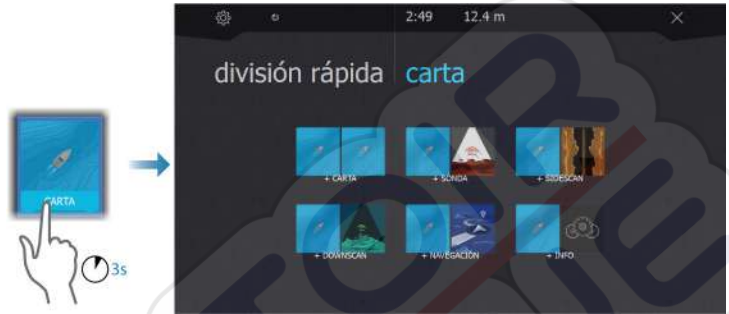 2:49 12.4 m
división rápida carta
CARTA
3s
+ CARTA + SONDA + SIDESCAN
+ DOWNSCAN + NAVEGACIÓN + INFO